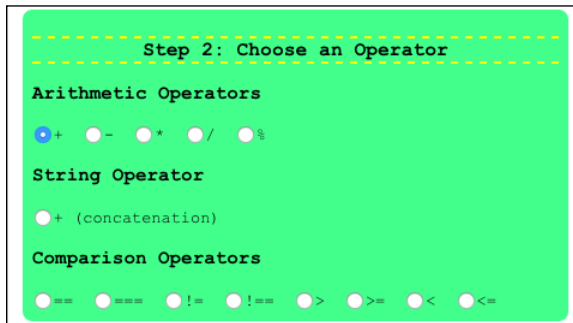 Step 2: Choose an Operator
Arithmetic Operators
+ - * / %
String Operator
+ (concatenation)
Comparison Operators
== === != !== > >= < <=